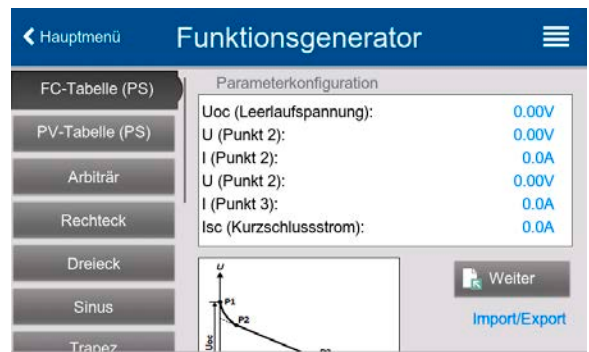 Hauptmenü
Funktionsgenerator
FC-Tabelle (PS)
PV-Tabelle (PS)
Arbiträr
Rechteck
Dreieck
Sinus
Trapez
Parameterkonfiguration
Uoc (Leerlaufspannung): 0.00V
U (Punkt 2): 0.00V
I (Punkt 2): 0.0A
U (Punkt 2): 0.00V
I (Punkt 3): 0.0A
Isc (Kurzschlussstrom): 0.0A
U
P1
P2
Uoc
Weiter
Import/Export